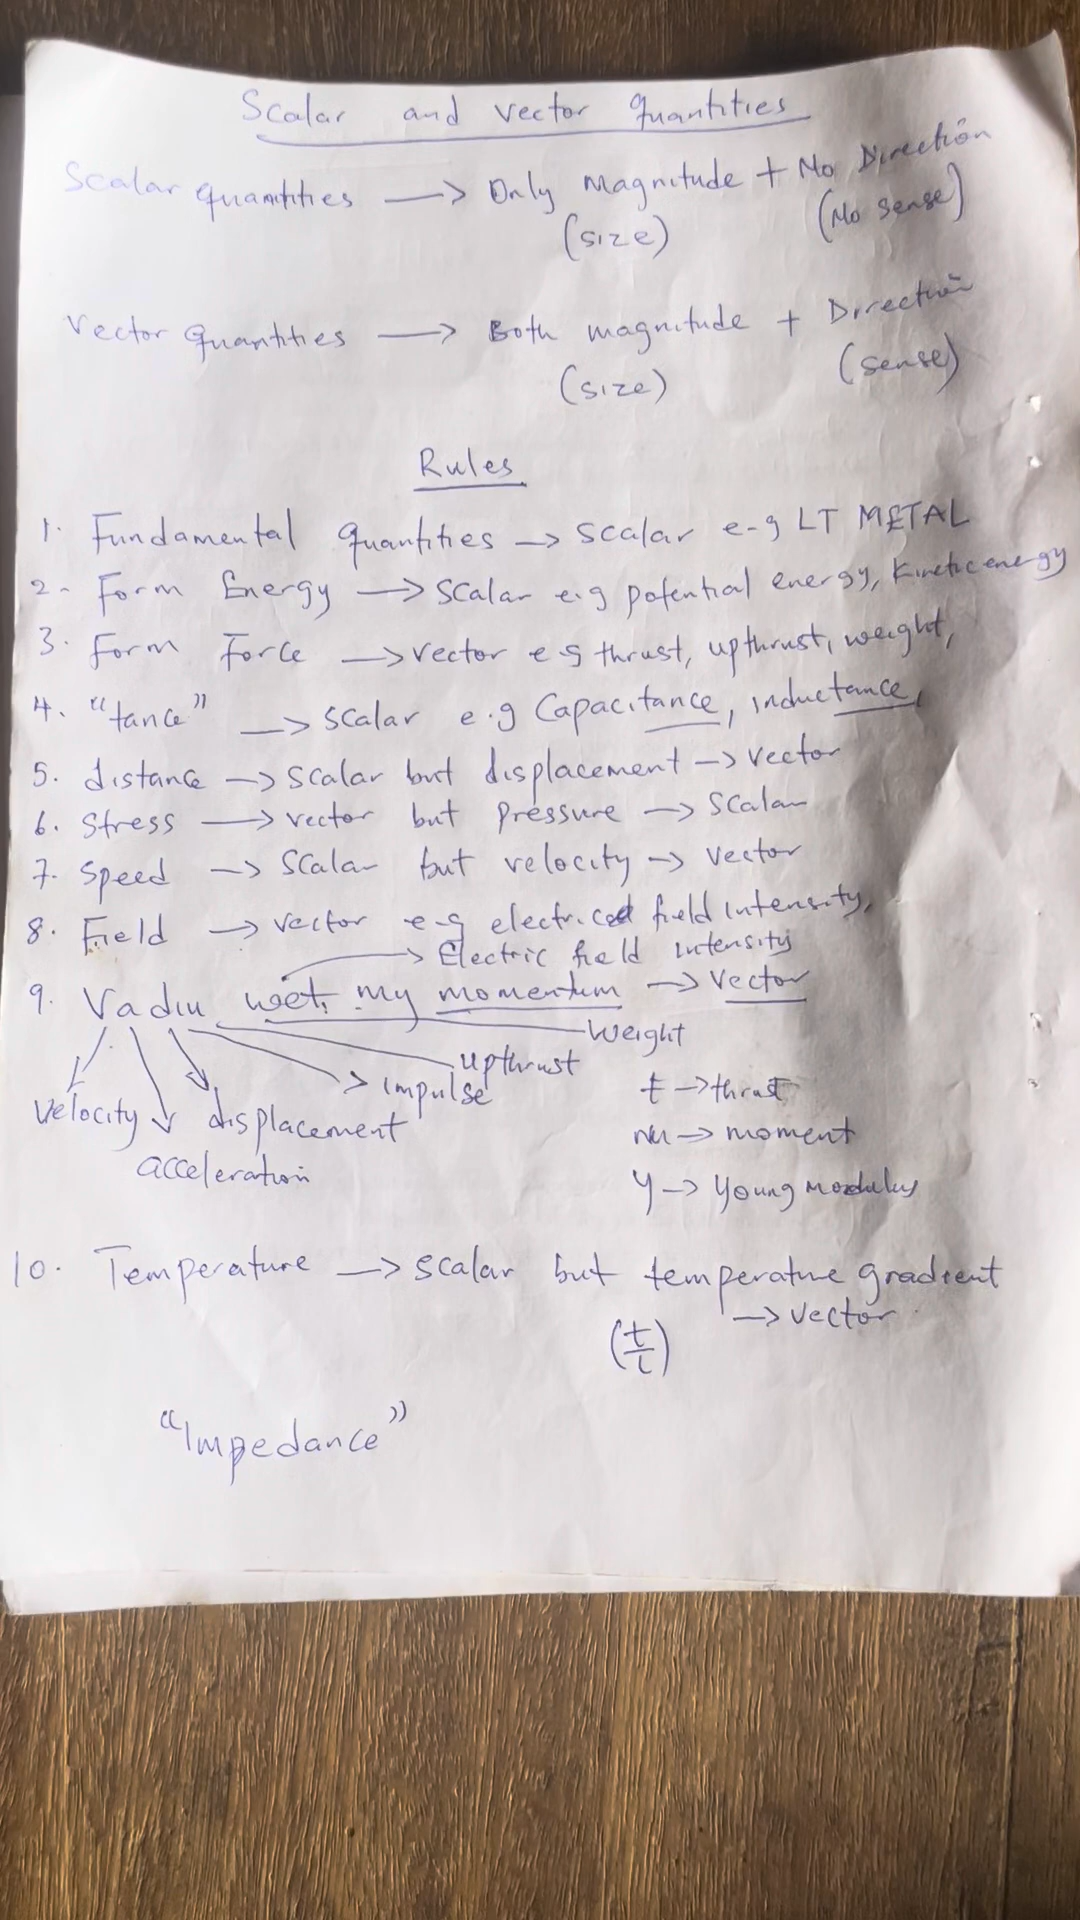 Scalar and vector quantities
Scalar quantities —> Only magnitude + No Direction
(size) (No sense)
Vector quantities —> Both magnitude + Direction
(size) (sense)
Rules
1. Fundamental quantities —> scalar e-g LT METAL
2- Form Energy —> Scalar e.g potential energy, Kinetic energy
3. Form Force —> vector e g thrust, upthrust, weight,
4. "tance" —> Scalar e.g Capacitance, inductance,
5. distance —> scalar but displacement —> vector
6. Stress —> vector but Pressure —> Scalar
7. Speed —> Scalar but velocity —> vector
8. Field —> vector e-g electrical field intensity,
—> Electric field intensity
9. Vadiu wet, my momentum —> Vector
Weight
upthrust
t —> thrust
> impulse
velocity displacement
m —> moment
acceleration
y —> Young modulus
10. Temperature —> scalar but temperature gradient
—> vector
(t/l)
"Impedance"